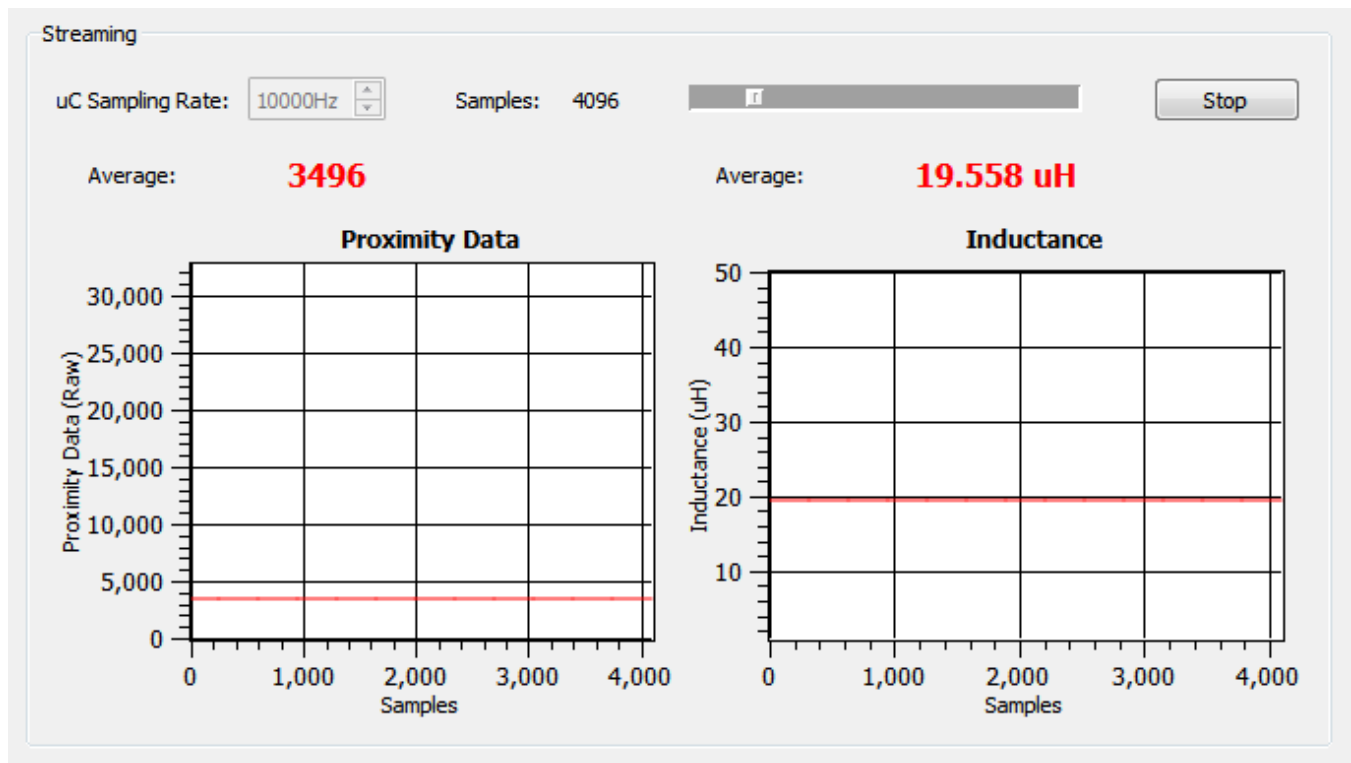 Streaming
uC Sampling Rate: 10000Hz Samples: 4096 r Stop
Average: 3496 Average: 19.558 uH
Proximity Data
Proximity Data (Raw)
30,000
25,000
20,000
15,000
10,000
5,000
0
0 1,000 2,000 3,000 4,000
Samples
Inductance
Inductance (uH)
50
40
30
20
10
0 1,000 2,000 3,000 4,000
Samples